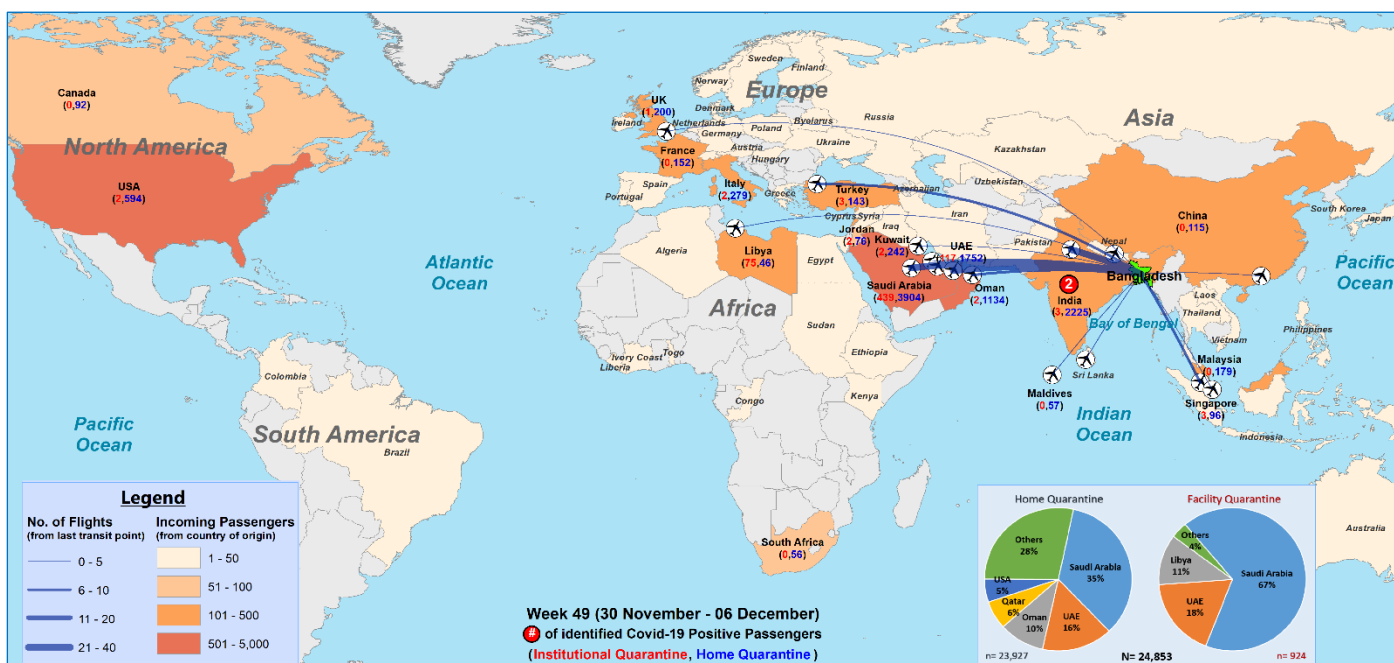 Canada
(0,92)
North America
USA
(2,594)
Atlantic
Ocean
Pacific
Ocean
South America
Colombia
Brazil
Europe
Asia
Africa
Sweden
Finland
Norway
UK
(1,200)
Ireland
Denmark
Netherlands
Byelarus
Russia
Germany
Poland
France
(0,152)
Austria
Ukraine
Hungary
Kazakhstan
Italy
(2,279)
Spain
Portugal
Greece
Turkey
(3,143)
Azerbaijan
Uzbekistan
China
(0,115)
South Korea
Japan
Cyprus
Syria
Jordan
(2,76)
Iraq
Iran
Kuwait
(2,242)
UAE
(117,1752)
Pakistan
Nepal
Algeria
Libya
(75,46)
Egypt
Saudi Arabia
(439,3904)
Oman
(2,1134)
Bangladesh
2
India
(3,2225)
Bay of Bengal
Laos
Thailand
Vietnam
Philippines
Pacific
Ocean
Sudan
Ivory Coast
Togo
Liberia
Ethiopia
Congo
Kenya
Sri Lanka
Maldives
(0,57)
Malaysia
(0,179)
Singapore
(3,96)
Indian
Ocean
Indonesia
Australia
South Africa
(0,56)
Legend
No. of Flights
(from last transit point)
0 - 5
6 - 10
11 - 20
21 - 40
Incoming Passengers
(from country of origin)
1 - 50
51 - 100
101 - 500
501 - 5,000
Week 49 (30 November - 06 December)
# of identified Covid-19 Positive Passengers
(Institutional Quarantine, Home Quarantine)
Home Quarantine
Others
28%
Saudi Arabia
35%
USA
5%
Qatar
6%
Oman
10%
UAE
16%
n= 23,927
Facility Quarantine
Others
4%
Libya
11%
Saudi Arabia
67%
UAE
18%
N= 24,853
n= 924